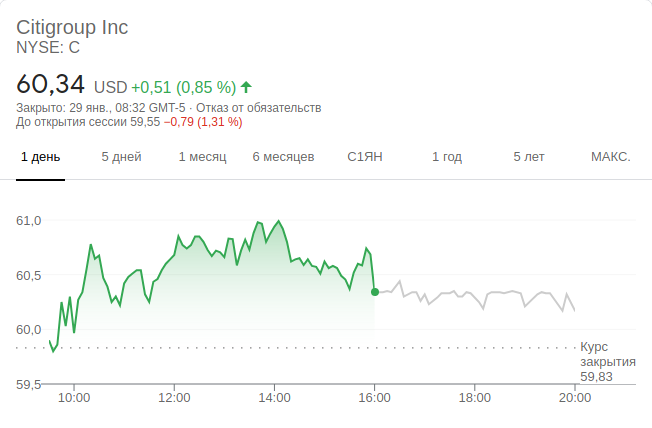 Citigroup Inc
NYSE: C
60,34 USD +0,51 (0,85 %)
Закрыто: 29 янв., 08:32 GMT-5 · Отказ от обязательств
До открытия сессии 59,55 −0,79 (1,31 %)
1 день 5 дней 1 месяц 6 месяцев С1ЯН 1 год 5 лет МАКС.
61,0
60,5
60,0
Курс
закрытия
59,83
59,5
10:00 12:00 14:00 16:00 18:00 20:00